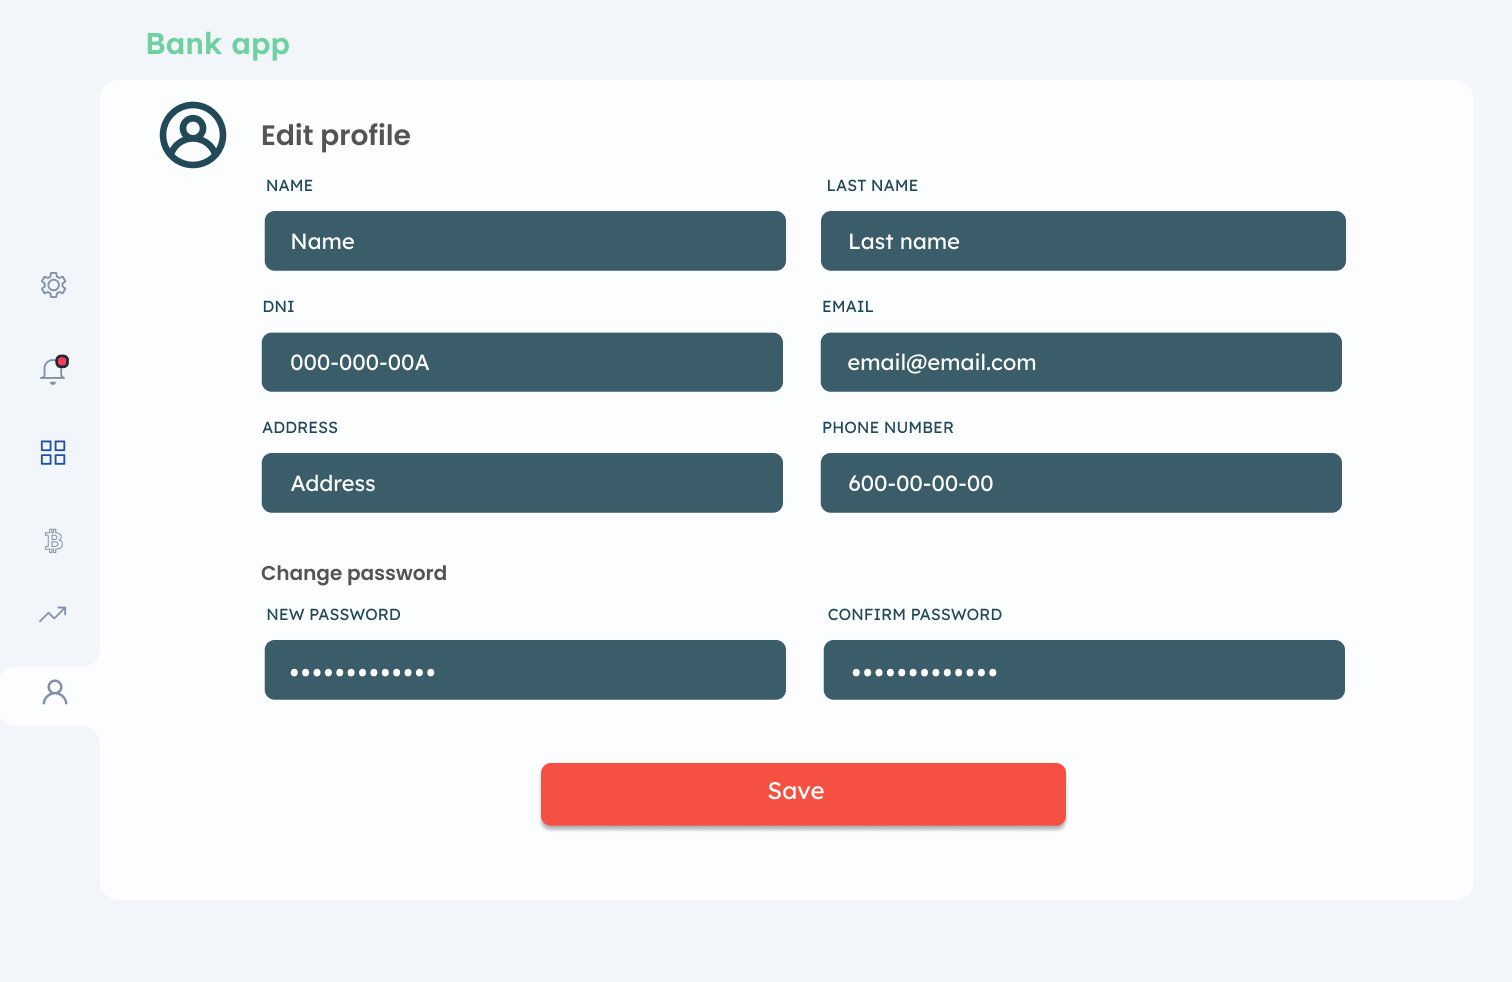 Bank app
Edit profile
NAME
LAST NAME
Name
Last name
DNI
EMAIL
000-000-00A
email@email.com
ADDRESS
PHONE NUMBER
Address
600-00-00-00
Change password
NEW PASSWORD
CONFIRM PASSWORD
•••••••••••••
•••••••••••••
Save